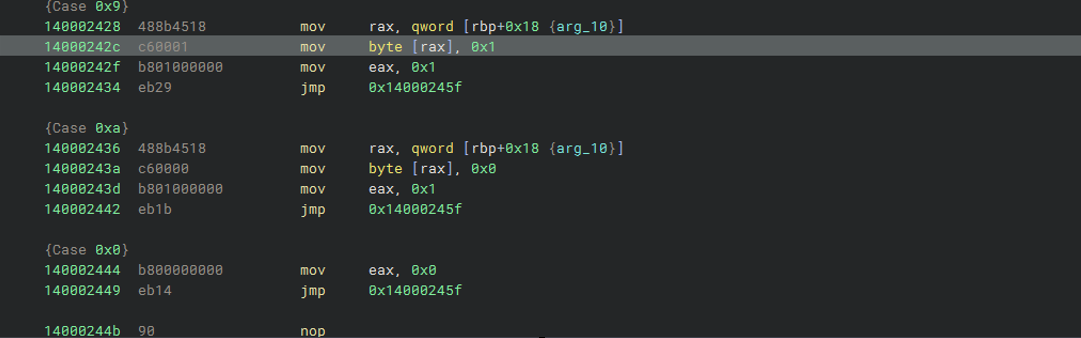 {Case 0x9}
140002428 488b4518 mov rax, qword [rbp+0x18 {arg_10}]
14000242c c60001 mov byte [rax], 0x1
14000242f b801000000 mov eax, 0x1
140002434 eb29 jmp 0x14000245f
{Case 0xa}
140002436 488b4518 mov rax, qword [rbp+0x18 {arg_10}]
14000243a c60000 mov byte [rax], 0x0
14000243d b801000000 mov eax, 0x1
140002442 eb1b jmp 0x14000245f
{Case 0x0}
140002444 b800000000 mov eax, 0x0
140002449 eb14 jmp 0x14000245f
14000244b 90 nop